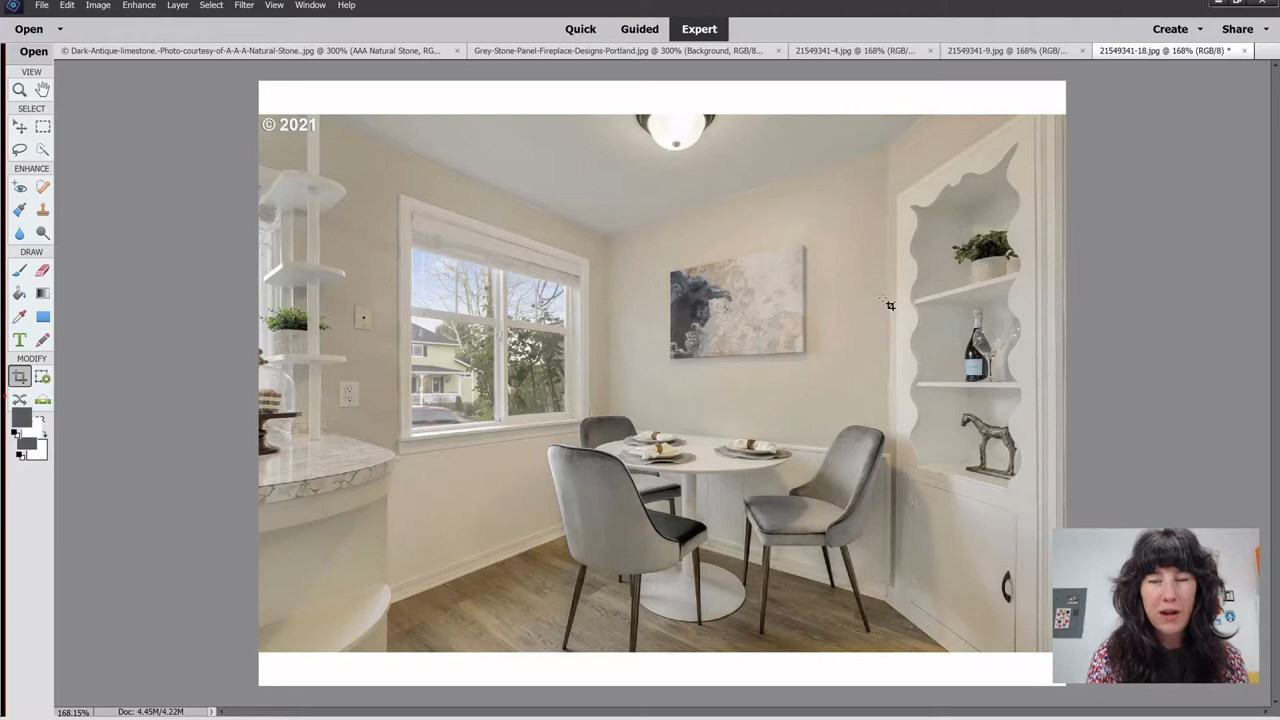 File Edit Image Enhance Layer Select Filter View Window Help
Open Quick Guided Expert Create Share
Open © Dark-Antique-limestone.-Photo-courtesy-of-A-A-A-Natural-Stone..jpg @ 300% (AAA Natural Stone, RG... × Grey-Stone-Panel-Fireplace-Designs-Portland.jpg @ 300% (Background, RGB/8... × 21549341-4.jpg @ 168% (RGB/... × 21549341-9.jpg @ 168% (RGB/... × 21549341-18.jpg @ 168% (RGB/8) * ×
VIEW
SELECT
© 2021
ENHANCE
DRAW
MODIFY
168.15% Doc: 4.45M/4.22M